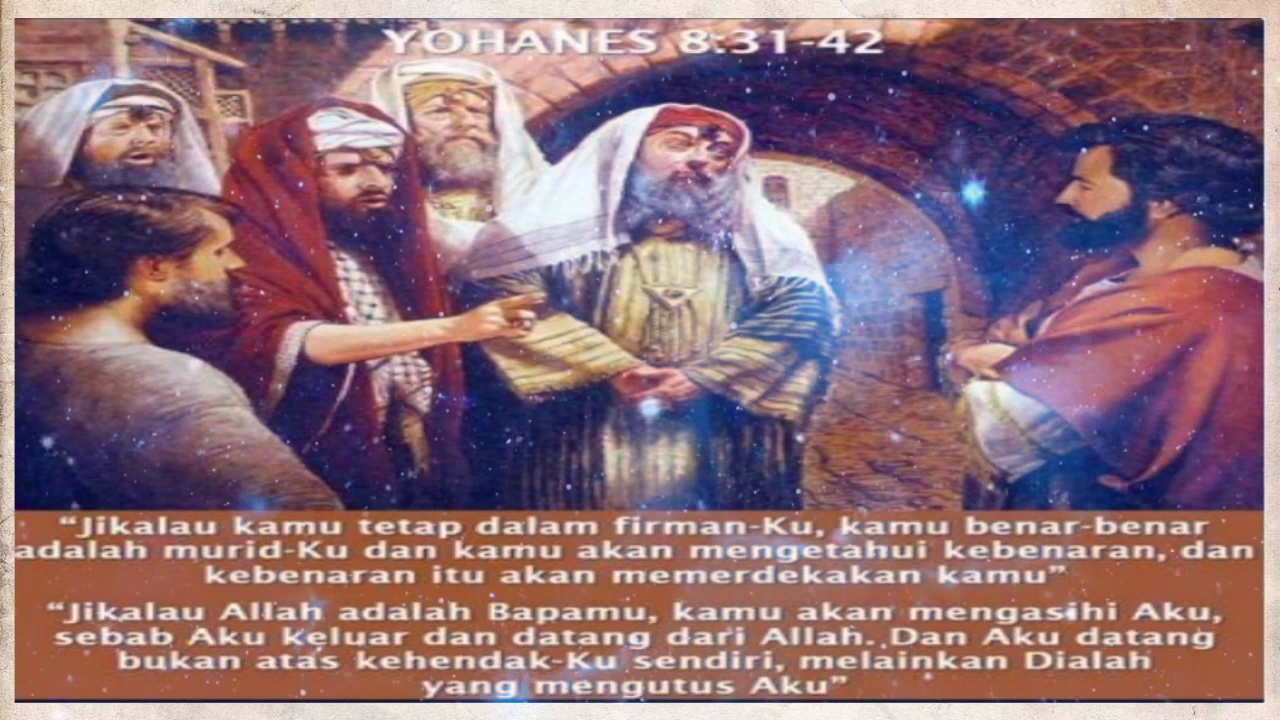 YOHANES 8:31-42
“Jikalau kamu tetap dalam firman-Ku, kamu benar-benar
adalah murid-Ku dan kamu akan mengetahui kebenaran, dan
kebenaran itu akan memerdekakan kamu”
“Jikalau Allah adalah Bapamu, kamu akan mengasihi Aku,
sebab Aku keluar dan datang dari Allah. Dan Aku datang
bukan atas kehendak-Ku sendiri, melainkan Dialah
yang mengutus Aku”